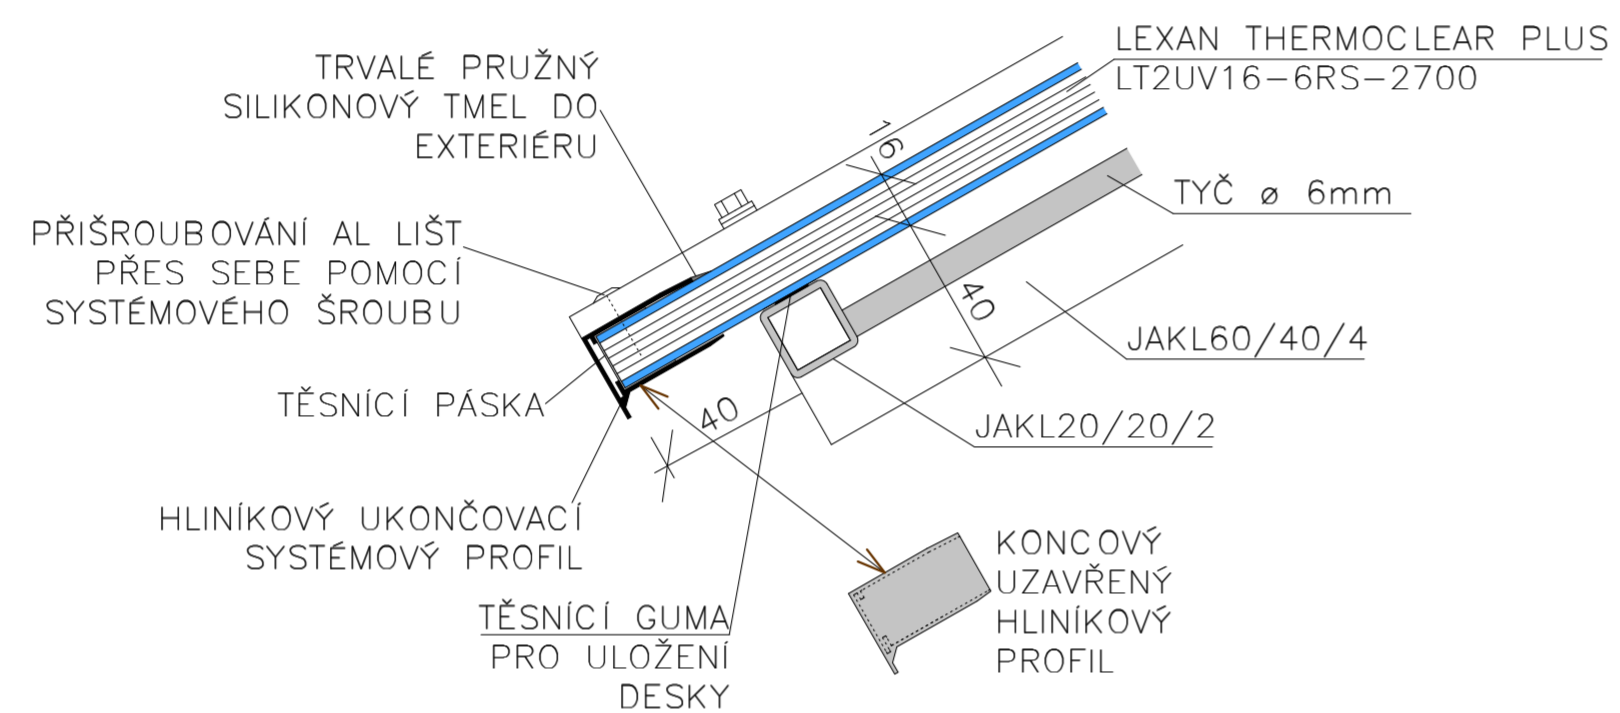 TRVALÉ PRUŽNÝ
SILIKONOVÝ TMEL DO
EXTERIÉRU
LEXAN THERMOCLEAR PLUS
LT2UV16-6RS-2700
16
TYČ ø 6mm
PŘIŠROUBOVÁNÍ AL LIŠT
PŘES SEBE POMOCÍ
SYSTÉMOVÉHO ŠROUBU
40
JAKL60/40/4
TĚSNÍCÍ PÁSKA
40
JAKL20/20/2
HLINÍKOVÝ UKONČOVACÍ
SYSTÉMOVÝ PROFIL
KONCOVÝ
UZAVŘENÝ
HLINÍKOVÝ
PROFIL
TĚSNÍCÍ GUMA
PRO ULOŽENÍ
DESKY